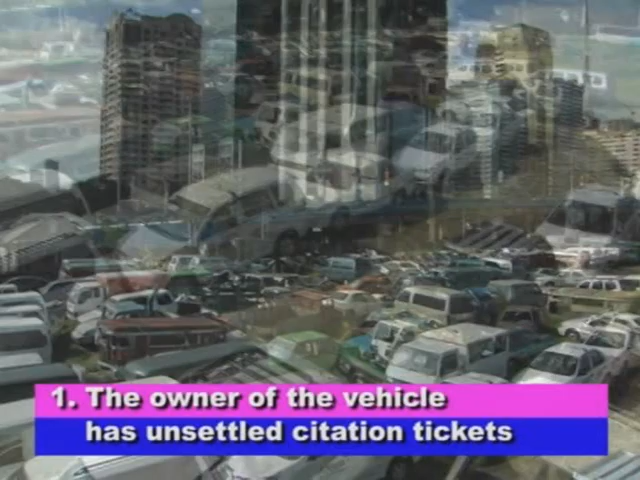 1. The owner of the vehicle
has unsettled citation tickets